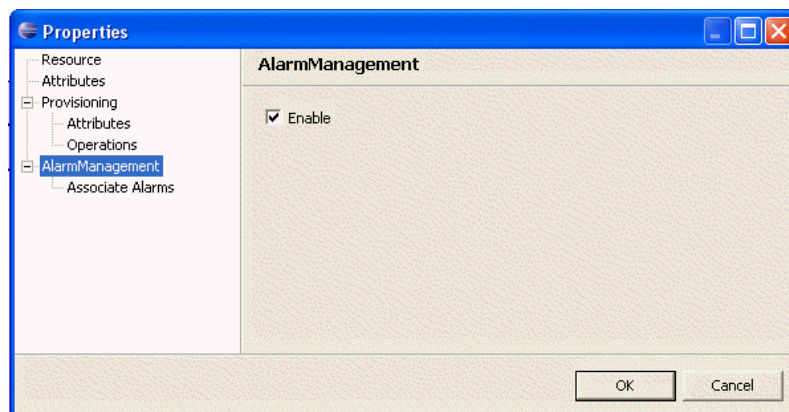 Properties
Resource
Attributes
Provisioning
Attributes
Operations
AlarmManagement
Associate Alarms
AlarmManagement
Enable
OK
Cancel